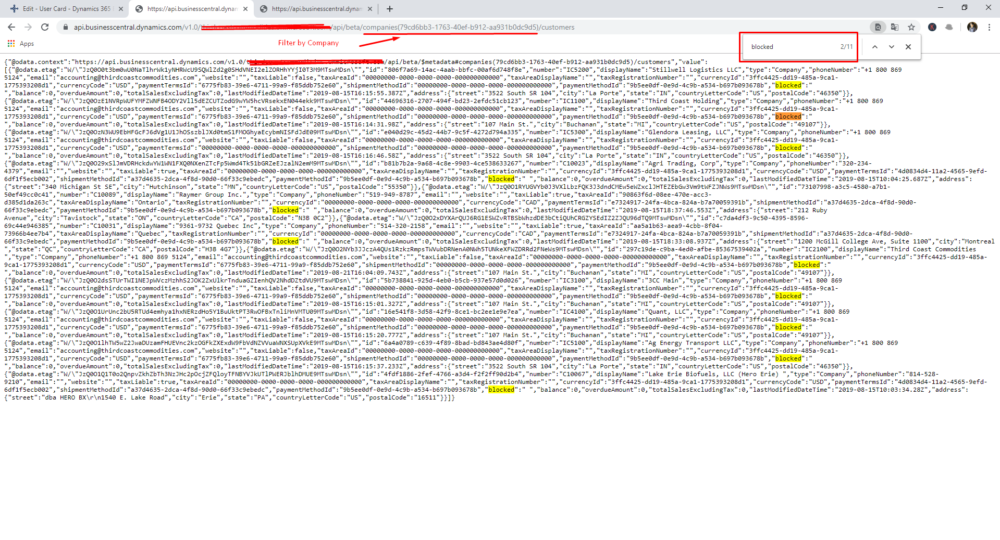 Edit - User Card - Dynamics 365
https://api.businesscentral.dynam
https://api.businesscentral.dynam
api.businesscentral.dynamics.com/v1.0/ /api/beta/companies(79cd6bb3-1763-40ef-b912-aa931b0dc9d5)/customers
Apps
Filter by Company
blocked 2/11
{"@odata.context":"https://api.businesscentral.dynamics.com/v1.0/ /api/beta/$metadata#companies(79cd6bb3-1763-40ef-b912-aa931b0dc9d5)/customers","value":
"id":"806f7a69-14ac-4aab-bbfc-00af6d748f8e","number":"IC5200","displayName":"Stillwell Logistics LLC","type":"Company","phoneNumber":"+1 800 869
5124","email":"accounting@thirdcoastcommodities.com","website":"","taxLiable":false,"taxAreaId":"00000000-0000-0000-0000-000000000000","taxAreaDisplayName":"","taxRegistrationNumber":"","currencyId":"3ffc4425-dd19-485a-9ca1-
1775393208d1","currencyCode":"USD","paymentTermsId":"6775fb83-39e6-4711-99a9-f85ddb752e60","shipmentMethodId":"00000000-0000-0000-0000-000000000000","paymentMethodId":"9b5ee0df-0e9d-4c9b-a534-b697b093678b","blocked":"
","balance":0,"overdueAmount":0,"totalSalesExcludingTax":0,"lastModifiedDateTime":"2019-08-15T16:15:55.387Z","address":{"street":"3522 South SR 104","city":"La Porte","state":"IN","countryLetterCode":"US","postalCode":"46350"}},
"id":"44696316-2707-494f-bd23-2efdc51cb123","number":"IC1100","displayName":"Third Coast Holding","type":"Company","phoneNumber":"+1 800 869
5124","email":"accounting@thirdcoastcommodities.com","website":"","taxLiable":false,"taxAreaId":"00000000-0000-0000-0000-000000000000","taxAreaDisplayName":"","taxRegistrationNumber":"","currencyId":"3ffc4425-dd19-485a-9ca1-
1775393208d1","currencyCode":"USD","paymentTermsId":"6775fb83-39e6-4711-99a9-f85ddb752e60","shipmentMethodId":"00000000-0000-0000-0000-000000000000","paymentMethodId":"9b5ee0df-0e9d-4c9b-a534-b697b093678b","blocked":"
","balance":0,"overdueAmount":0,"totalSalesExcludingTax":0,"lastModifiedDateTime":"2019-08-15T16:14:31.98Z","address":{"street":"107 Main St.","city":"Buchanan","state":"MI","countryLetterCode":"US","postalCode":"49107"}},
"id":"e040d29c-45d2-44b7-9c5f-4272d794a335","number":"IC5300","displayName":"Glendora Leasing, LLC","type":"Company","phoneNumber":"+1 800 869
5124","email":"accounting@thirdcoastcommodities.com","website":"","taxLiable":false,"taxAreaId":"00000000-0000-0000-0000-000000000000","taxAreaDisplayName":"","taxRegistrationNumber":"","currencyId":"3ffc4425-dd19-485a-9ca1-
1775393208d1","currencyCode":"USD","paymentTermsId":"00000000-0000-0000-0000-000000000000","shipmentMethodId":"00000000-0000-0000-0000-000000000000","paymentMethodId":"9b5ee0df-0e9d-4c9b-a534-b697b093678b","blocked":"
","balance":0,"overdueAmount":0,"totalSalesExcludingTax":0,"lastModifiedDateTime":"2019-08-15T16:16:46.58Z","address":{"street":"3522 South SR 104","city":"La Porte","state":"IN","countryLetterCode":"US","postalCode":"46350"}},
"id":"b81b7b2a-9a68-4c8e-9903-4ce538633267","number":"C10023","displayName":"Agri Trading, Corp","type":"Company","phoneNumber":"320-234-
4379","email":"","website":"","taxLiable":true,"taxAreaId":"00000000-0000-0000-0000-000000000000","taxAreaDisplayName":"","taxRegistrationNumber":"","currencyId":"3ffc4425-dd19-485a-9ca1-1775393208d1","currencyCode":"USD","paymentTermsId":"4d0834d4-11a2-4565-9efd-
6df1f5ecb002","shipmentMethodId":"a37d4635-2dca-4f8d-90d0-66f33c9ebedc","paymentMethodId":"9b5ee0df-0e9d-4c9b-a534-b697b093678b","blocked":" ","balance":0,"overdueAmount":0,"totalSalesExcludingTax":0,"lastModifiedDateTime":"2019-08-15T10:04:25.687Z","address":
{"street":"340 Michigan St SE","city":"Hutchinson","state":"MN","countryLetterCode":"US","postalCode":"55350"}},{"@odata.etag": "id":"73107998-a3c5-4580-a7b1-
50ef49cc0c41","number":"C10089","displayName":"Raymer Group Inc.","type":"Company","phoneNumber":"519-949-8787","email":"","website":"","taxLiable":true,"taxAreaId":"90863f6d-08ee-470e-acc3-
d385d1da263c","taxAreaDisplayName":"Ontario","taxRegistrationNumber":"","currencyId":"00000000-0000-0000-0000-000000000000","currencyCode":"CAD","paymentTermsId":"e7324917-24fa-4bca-824a-b7a70059391b","shipmentMethodId":"a37d4635-2dca-4f8d-90d0-
66f33c9ebedc","paymentMethodId":"9b5ee0df-0e9d-4c9b-a534-b697b093678b","blocked":" ","balance":0,"overdueAmount":0,"totalSalesExcludingTax":0,"lastModifiedDateTime":"2019-08-15T18:37:46.553Z","address":{"street":"212 Ruby
Avenue","city":"Tavistock","state":"ON","countryLetterCode":"CA","postalCode":"N3B 0C2"}},{"@odata.etag": "id":"c7da4df3-9c50-4395-8596-
69c44e946385","number":"C10031","displayName":"9361-9732 Quebec Inc","type":"Company","phoneNumber":"514-320-2158","email":"","website":"","taxLiable":true,"taxAreaId":"aa5a1b63-aea9-4cbb-8f04-
73966b4ee7b4","taxAreaDisplayName":"Quebec","taxRegistrationNumber":"","currencyId":"00000000-0000-0000-0000-000000000000","currencyCode":"CAD","paymentTermsId":"e7324917-24fa-4bca-824a-b7a70059391b","shipmentMethodId":"a37d4635-2dca-4f8d-90d0-
66f33c9ebedc","paymentMethodId":"9b5ee0df-0e9d-4c9b-a534-b697b093678b","blocked":" ","balance":0,"overdueAmount":0,"totalSalesExcludingTax":0,"lastModifiedDateTime":"2019-08-15T18:33:08.937Z","address":{"street":"1200 McGill College Ave, Suite 1100","city":"Montreal
","state":"QC","countryLetterCode":"CA","postalCode":"H3B 4G7"}},{"@odata.etag": "id":"297c19de-c9ba-4ed0-afbe-85367539402a","number":"IC2100","displayName":"Third Coast Commodities
","type":"Company","phoneNumber":"+1 800 869 5124","email":"accounting@thirdcoastcommodities.com","website":"","taxLiable":false,"taxAreaId":"00000000-0000-0000-0000-000000000000","taxAreaDisplayName":"","taxRegistrationNumber":"","currencyId":"3ffc4425-dd19-485a-
9ca1-1775393208d1","currencyCode":"USD","paymentTermsId":"6775fb83-39e6-4711-99a9-f85ddb752e60","shipmentMethodId":"00000000-0000-0000-0000-000000000000","paymentMethodId":"9b5ee0df-0e9d-4c9b-a534-b697b093678b","blocked":"
","balance":0,"overdueAmount":0,"totalSalesExcludingTax":0,"lastModifiedDateTime":"2019-08-21T16:04:09.743Z","address":{"street":"107 Main St.","city":"Buchanan","state":"MI","countryLetterCode":"US","postalCode":"49107"}},
"id":"5b738841-925d-4eb0-b5cb-937e57d0d026","number":"IC3100","displayName":"3CC Main","type":"Company","phoneNumber":"+1 800 869
5124","email":"accounting@thirdcoastcommodities.com","website":"","taxLiable":false,"taxAreaId":"00000000-0000-0000-0000-000000000000","taxAreaDisplayName":"","taxRegistrationNumber":"","currencyId":"3ffc4425-dd19-485a-9ca1-
1775393208d1","currencyCode":"USD","paymentTermsId":"6775fb83-39e6-4711-99a9-f85ddb752e60","shipmentMethodId":"00000000-0000-0000-0000-000000000000","paymentMethodId":"9b5ee0df-0e9d-4c9b-a534-b697b093678b","blocked":"
","balance":0,"overdueAmount":0,"totalSalesExcludingTax":0,"lastModifiedDateTime":"2019-08-15T16:15:01.327Z","address":{"street":"107 Main St.","city":"Buchanan","state":"MI","countryLetterCode":"US","postalCode":"49107"}},
"id":"16e541f8-3d58-42f9-8ce1-bc2ee1e9e7ea","number":"IC4100","displayName":"Quant, LLC","type":"Company","phoneNumber":"+1 800 869
5124","email":"accounting@thirdcoastcommodities.com","website":"","taxLiable":false,"taxAreaId":"00000000-0000-0000-0000-000000000000","taxAreaDisplayName":"","taxRegistrationNumber":"","currencyId":"3ffc4425-dd19-485a-9ca1-
1775393208d1","currencyCode":"USD","paymentTermsId":"6775fb83-39e6-4711-99a9-f85ddb752e60","shipmentMethodId":"00000000-0000-0000-0000-000000000000","paymentMethodId":"9b5ee0df-0e9d-4c9b-a534-b697b093678b","blocked":"
","balance":0,"overdueAmount":0,"totalSalesExcludingTax":0,"lastModifiedDateTime":"2019-08-15T16:15:20.777Z","address":{"street":"107 Main St.","city":"Buchanan","state":"MI","countryLetterCode":"US","postalCode":"49107"}},
"id":"6a4a0789-c639-4f89-8bad-bd843ae4d80f","number":"IC5100","displayName":"Ag Energy Transport LLC","type":"Company","phoneNumber":"+1 800 869
5124","email":"accounting@thirdcoastcommodities.com","website":"","taxLiable":false,"taxAreaId":"00000000-0000-0000-0000-000000000000","taxAreaDisplayName":"","taxRegistrationNumber":"","currencyId":"3ffc4425-dd19-485a-9ca1-
1775393208d1","currencyCode":"USD","paymentTermsId":"6775fb83-39e6-4711-99a9-f85ddb752e60","shipmentMethodId":"00000000-0000-0000-0000-000000000000","paymentMethodId":"9b5ee0df-0e9d-4c9b-a534-b697b093678b","blocked":"
","balance":0,"overdueAmount":0,"totalSalesExcludingTax":0,"lastModifiedDateTime":"2019-08-15T16:15:37.233Z","address":{"street":"3522 South SR 104","city":"La Porte","state":"IN","countryLetterCode":"US","postalCode":"46350"}},
"id":"4fdf1886-2fef-4766-a3d4-f2f2ff90d2b4","number":"C10067","displayName":"Lake Erie Biofuels, LLC (Hero Erie) ","type":"Company","phoneNumber":"814-528-
9210","email":"","website":"","taxLiable":true,"taxAreaId":"00000000-0000-0000-0000-000000000000","taxAreaDisplayName":"","taxRegistrationNumber":"","currencyId":"3ffc4425-dd19-485a-9ca1-1775393208d1","currencyCode":"USD","paymentTermsId":"4d0834d4-11a2-4565-9efd-
6df1f5ecb002","shipmentMethodId":"a37d4635-2dca-4f8d-90d0-66f33c9ebedc","paymentMethodId":"9b5ee0df-0e9d-4c9b-a534-b697b093678b","blocked":" ","balance":0,"overdueAmount":0,"totalSalesExcludingTax":0,"lastModifiedDateTime":"2019-08-15T10:03:34.28Z","address":
{"street":"dba HERO BX\r\n1540 E. Lake Road","city":"Erie","state":"PA","countryLetterCode":"US","postalCode":"16511"}}]}